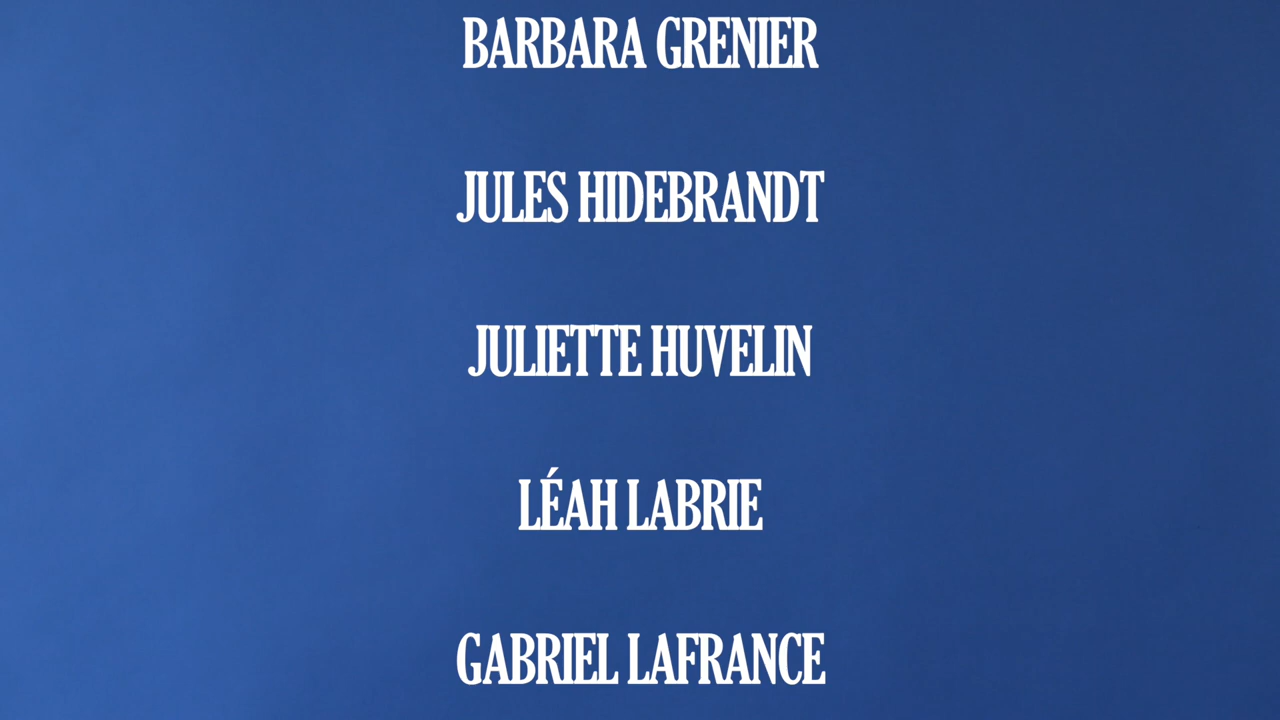 BARBARA GRENIER
JULES HIDEBRANDT
JULIETTE HUVELIN
LÉAH LABRIE
GABRIEL LAFRANCE